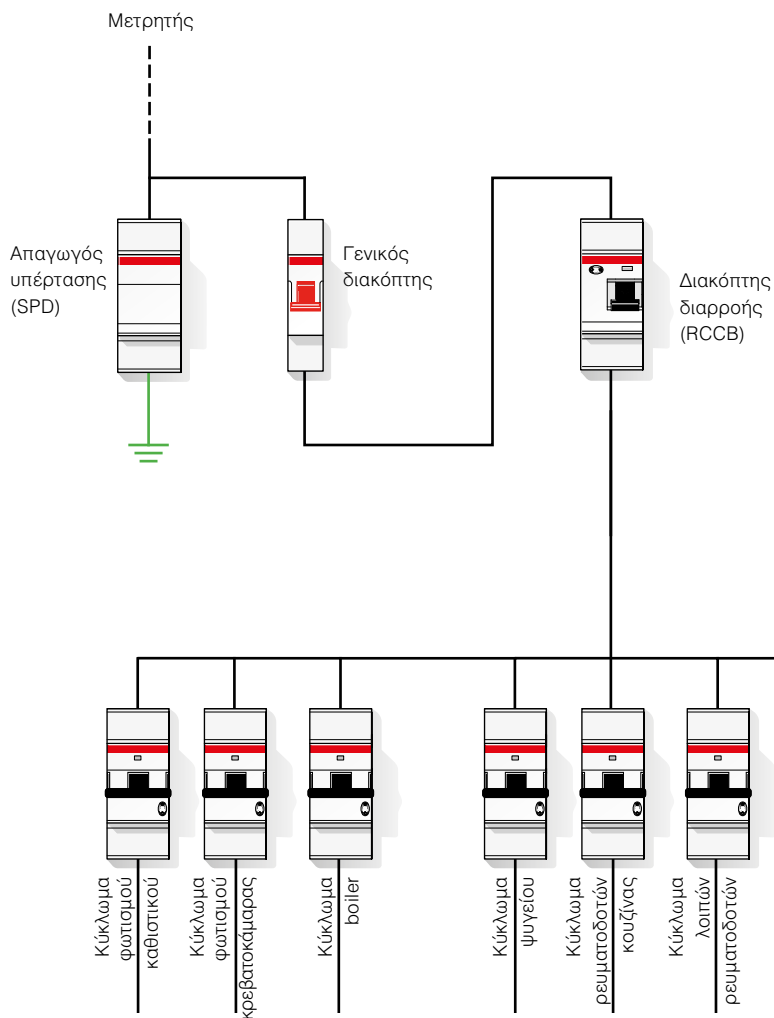 Μετρητής
Απαγωγός
υπέρτασης
(SPD)
Γενικός
διακόπτης
Διακόπτης
διαρροής
(RCCB)
Κύκλωμα
φωτισμού
καθιστικού
Κύκλωμα
φωτισμού
κρεβατοκάμαρας
Κύκλωμα
boiler
Κύκλωμα
ψυγείου
Κύκλωμα
ρευματοδοτών
κουζίνας
Κύκλωμα
λοιπών
ρευματοδοτών